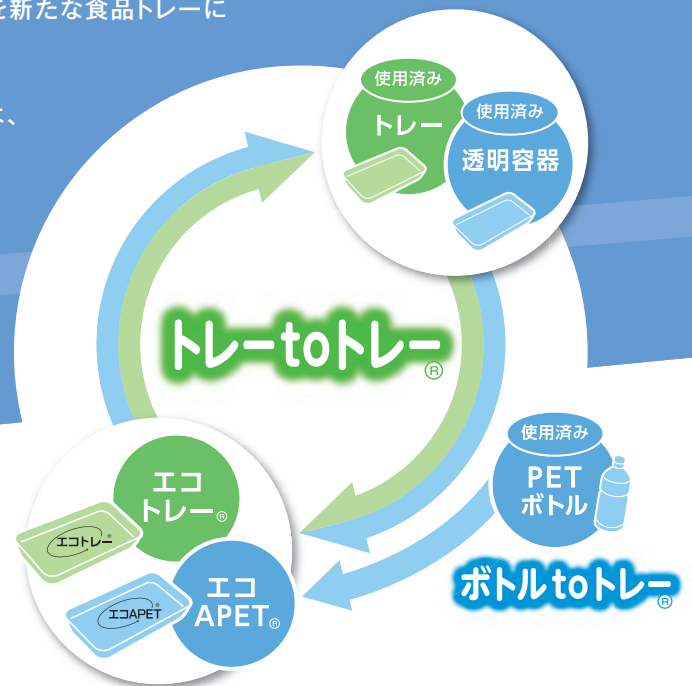 を新たな食品トレーに
は、
使用済み
トレー
使用済み
透明容器
トレーtoトレー®
使用済み
PET
ボトル
ボトルtoトレー®
エコ
トレー®
エコトレー®
エコ
APET®
エコAPET®